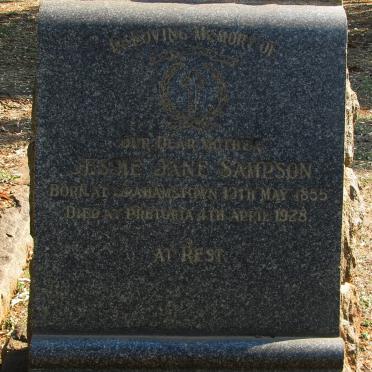 In Loving Memory of
Our Dear Mother
Jessie Jane Sampson
Born at Grahamstown 13th May 1855
Died at Pretoria 4th April 1928
At Rest